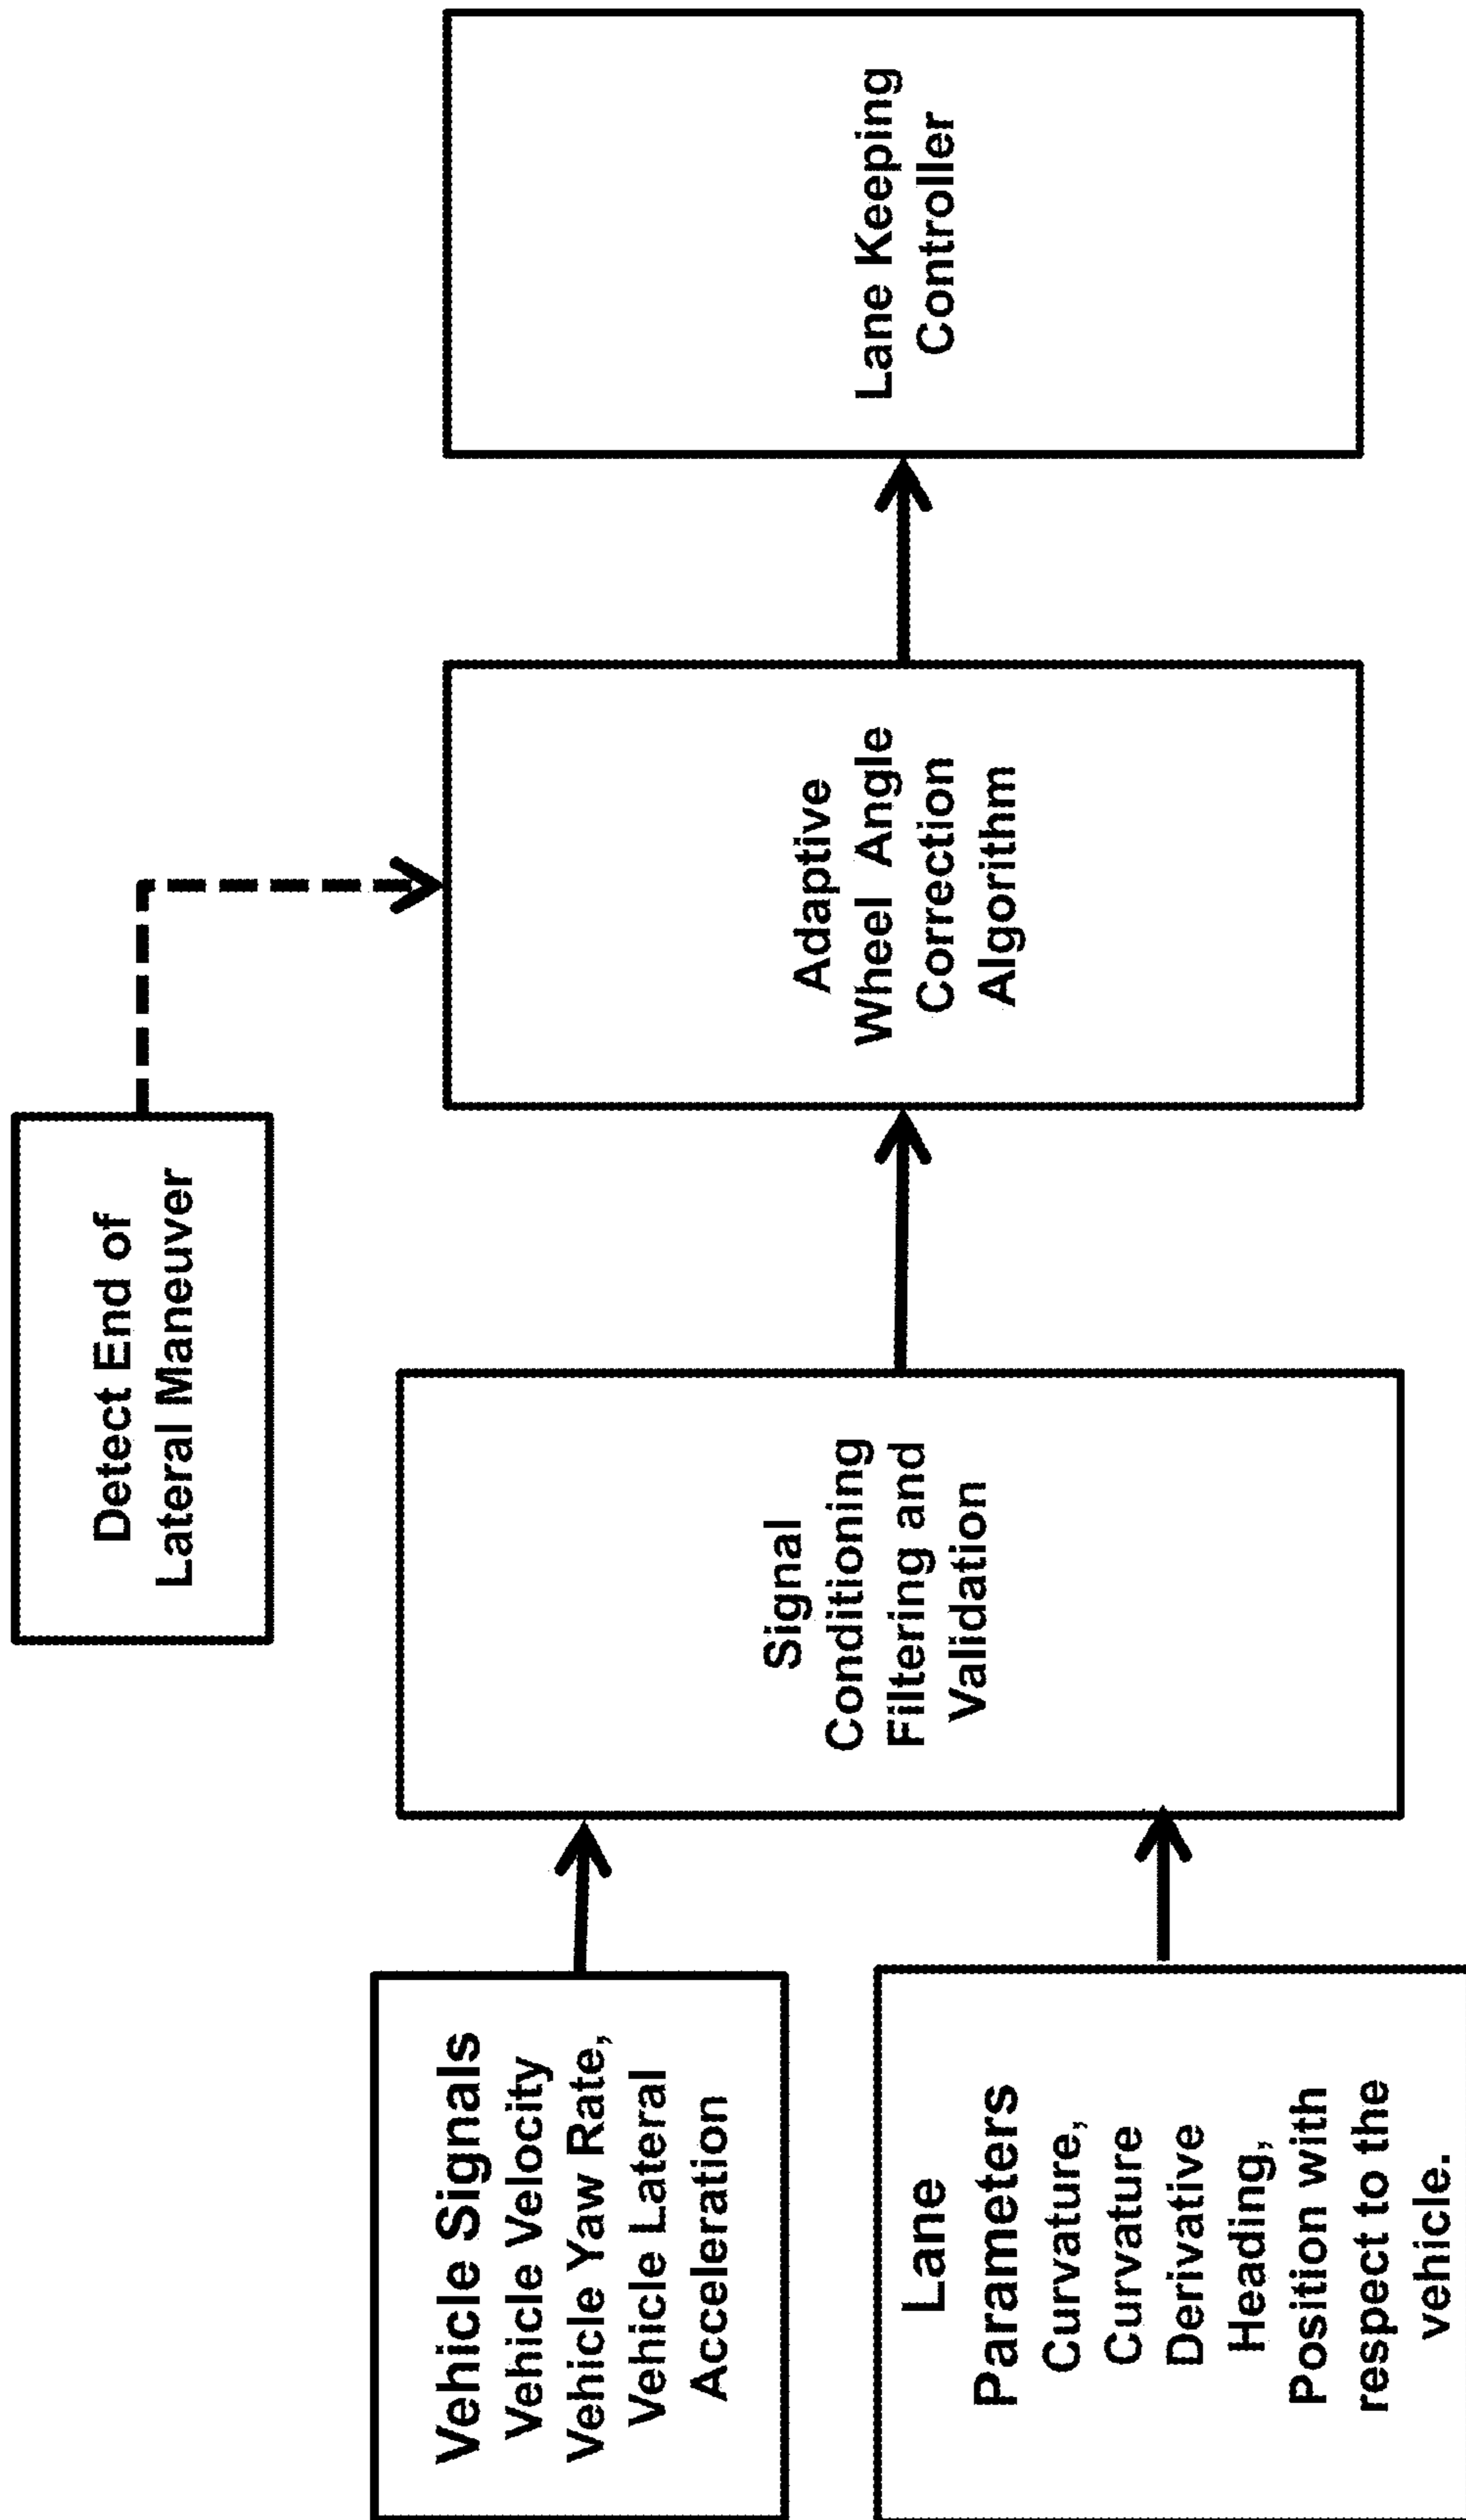 Vehicle Signals
Vehicle Velocity
Vehicle Yaw Rate,
Vehicle Lateral
Acceleration
Lane
Parameters
Curvature,
Curvature
Derivative
Heading,
Position with
respect to the
vehicle.
Signal
Conditioning
Filtering and
Validation
Detect End of
Lateral Maneuver
Adaptive
Wheel Angle
Correction
Algorithm
Lane Keeping
Controller